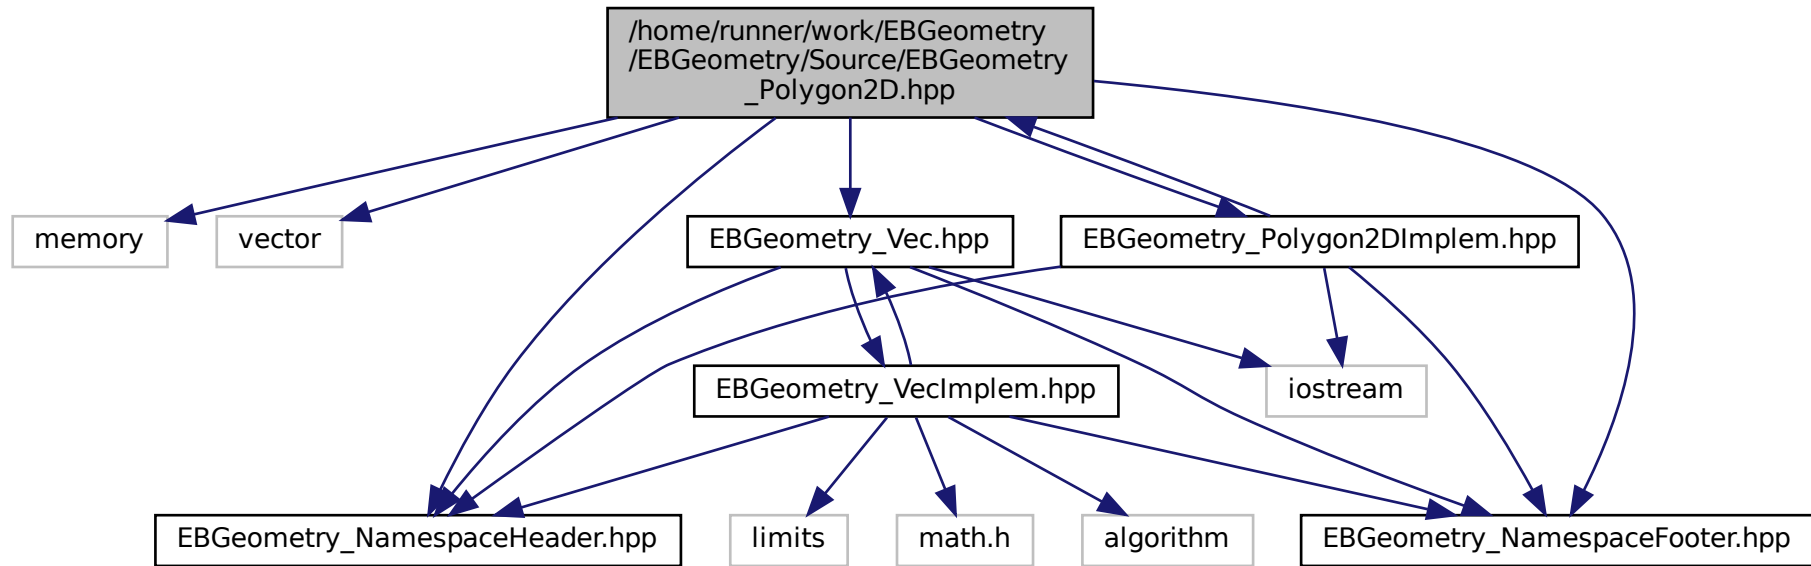 /home/runner/work/EBGeometry
/EBGeometry/Source/EBGeometry
_Polygon2D.hpp
memory
vector
EBGeometry_Vec.hpp
EBGeometry_Polygon2DImplem.hpp
EBGeometry_VecImplem.hpp
iostream
EBGeometry_NamespaceHeader.hpp
limits
math.h
algorithm
EBGeometry_NamespaceFooter.hpp